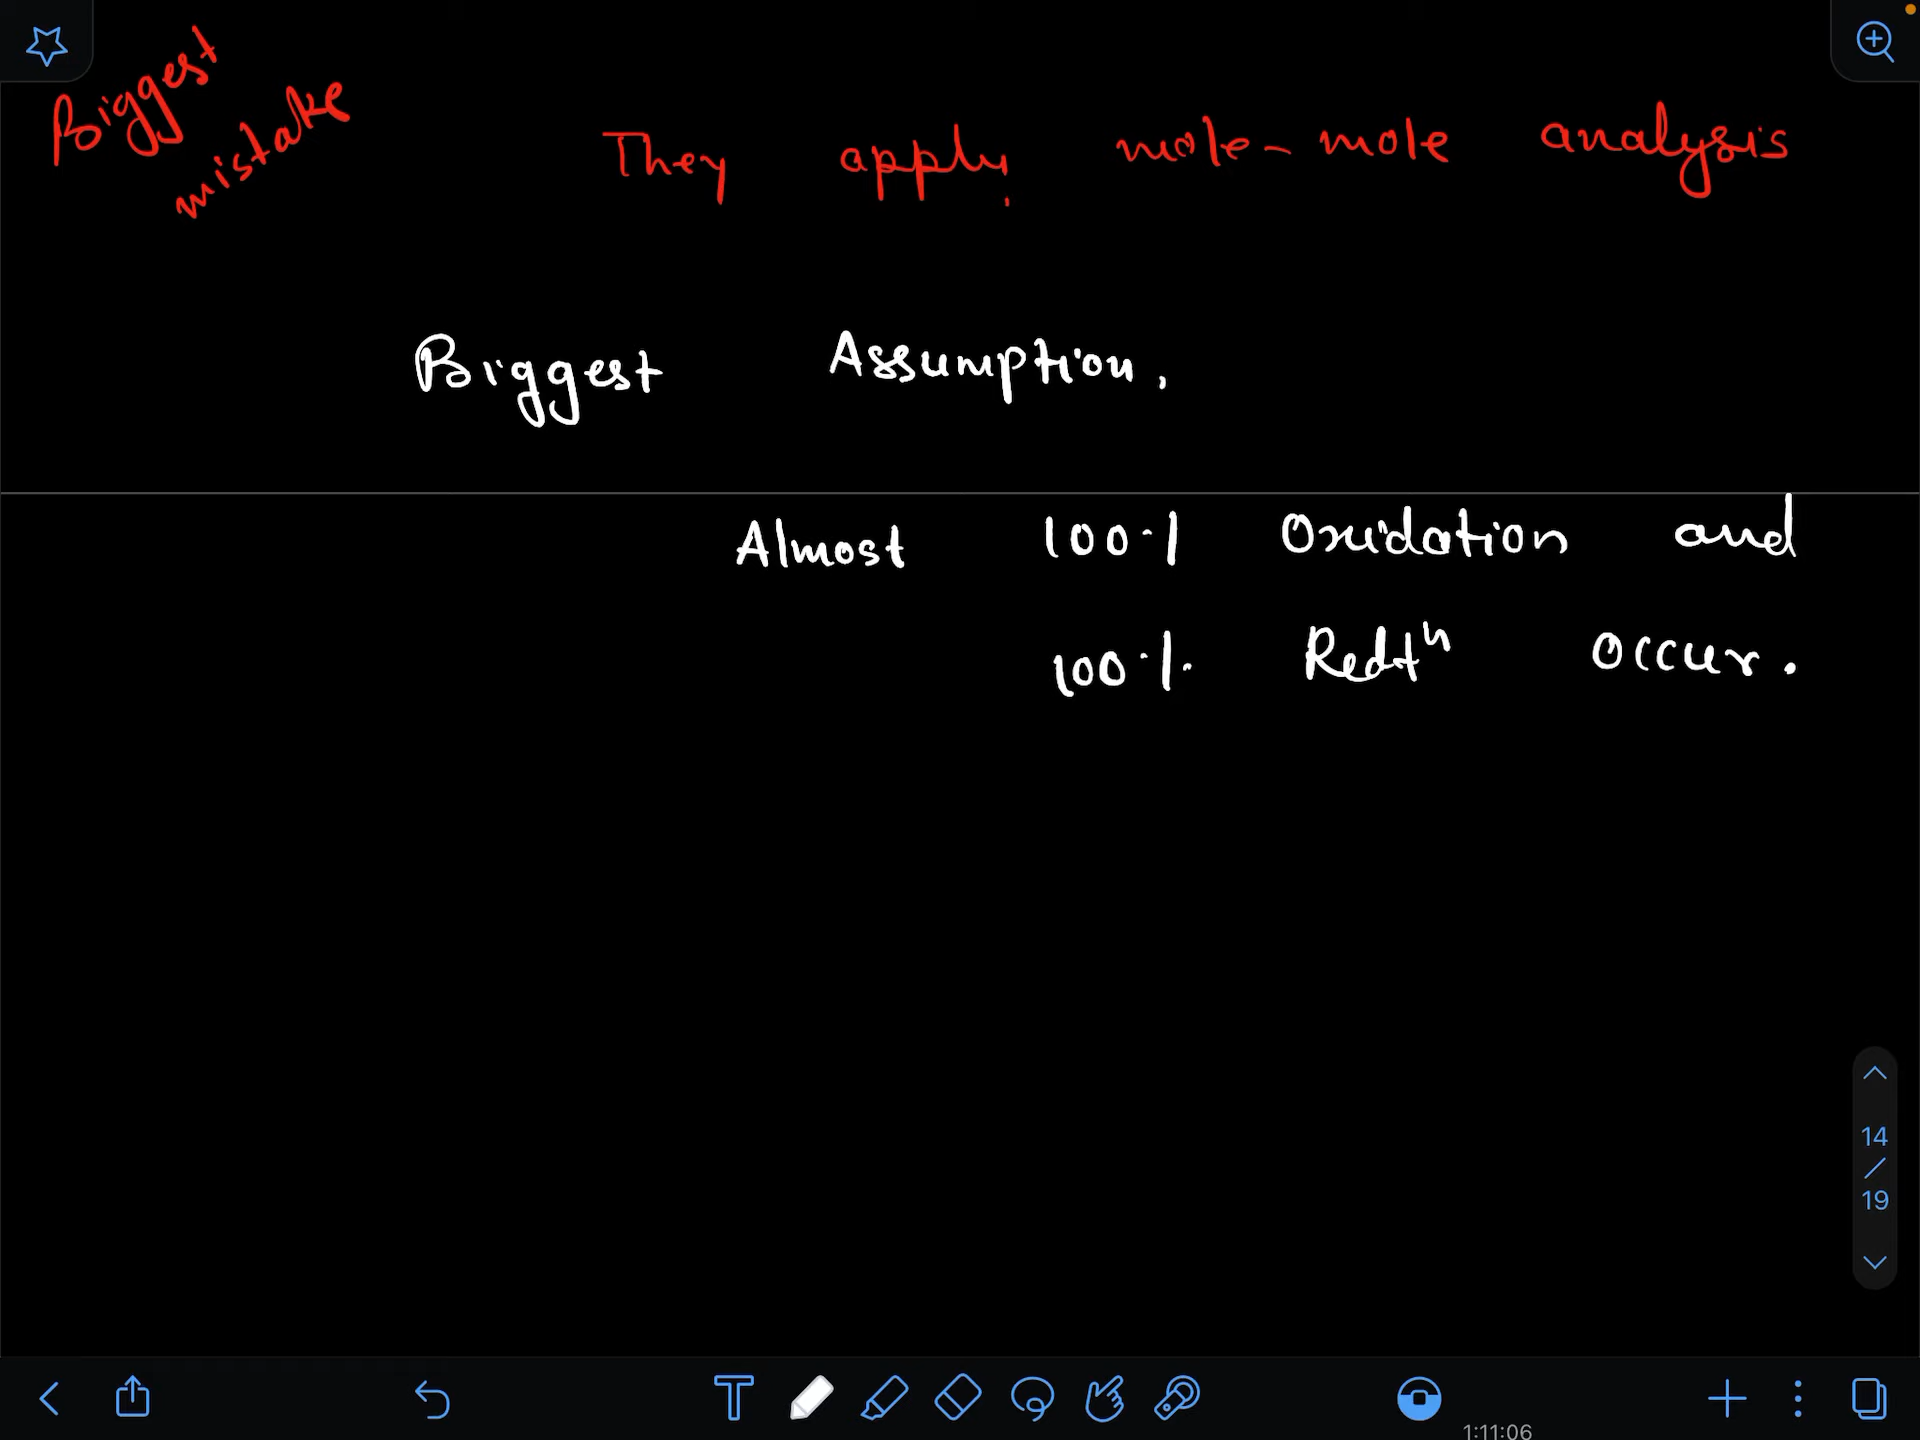 Biggest
mistake
They apply mole-mole analysis
Biggest Assumption,
Almost 100% Oxidation and
100% Redtⁿ occur.
14
/
19
1:11:06